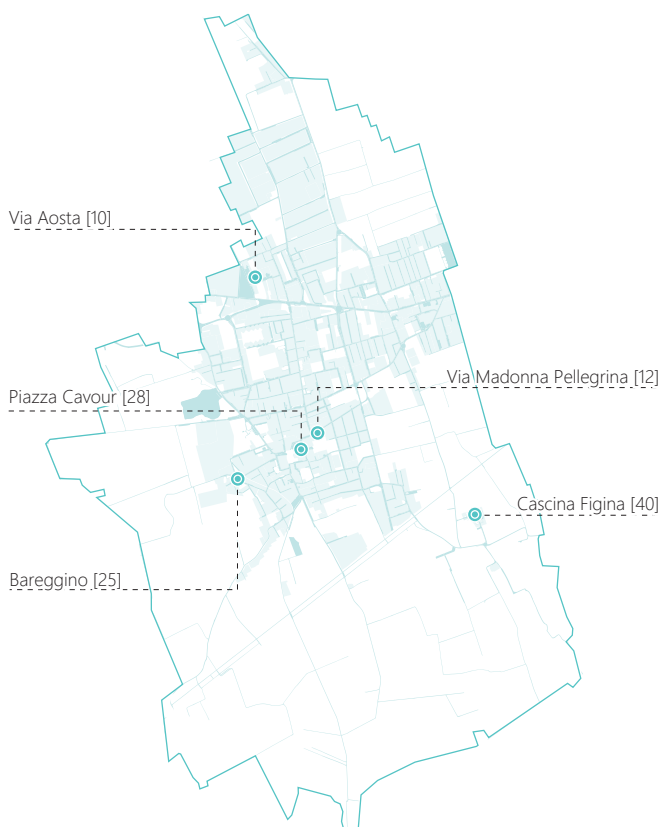 Via Aosta [10]
Via Madonna Pellegrina [12]
Piazza Cavour [28]
Cascina Figina [40]
Bareggino [25]